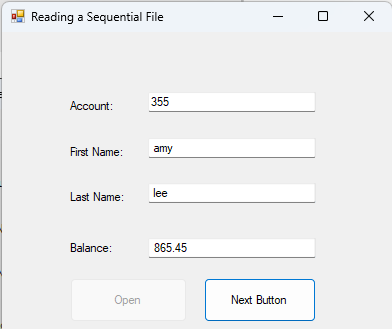 Reading a Sequential File
Account: 355
First Name: amy
Last Name: lee
Balance: 865.45
Open Next Button